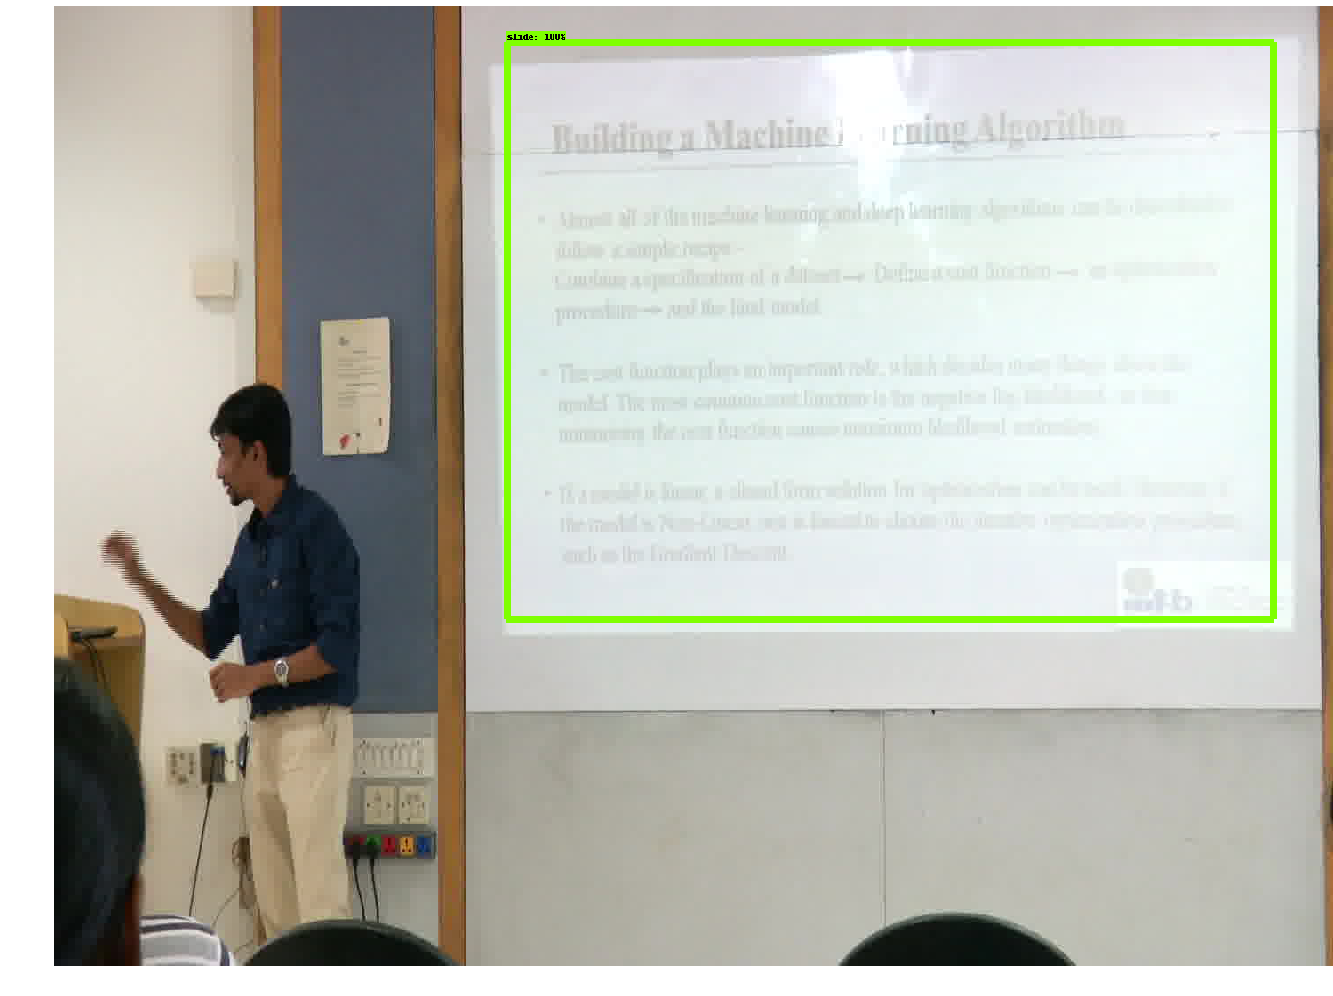 slide: 100%
Building a Machine Learning Algorithm
• Almost all of the machine learning and deep learning algorithms can be
follow a simple recipe -
Combine a specification of a dataset → Define a cost function → an optimization
procedure → and the final model.
• The cost function plays an important role, which decides many things about the
model. The most common cost function is the negative log-likelihood, so that
minimizing the cost function causes maximum likelihood estimation.
• If a model is linear, a closed form solution for optimization can be used. However, if
the model is Non-Linear, one is forced to choose the iterative optimization procedure,
such as the Gradient Descent.